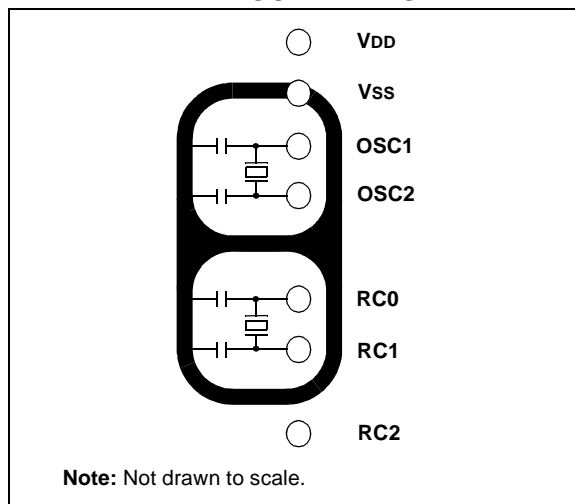 VDD
VSS
OSC1
OSC2
RC0
RC1
RC2
Note: Not drawn to scale.